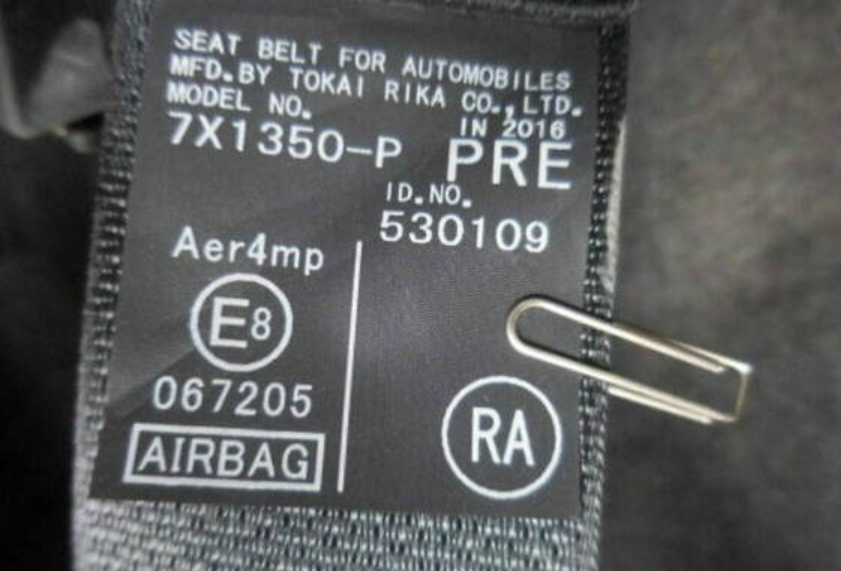 SEAT BELT FOR AUTOMOBILES
MFD.BY TOKAI RIKA CO.,LTD.
MODEL NO.
IN 2016
7X1350-P PRE
ID.NO.
530109
Aer4mp
E8
067205
AIRBAG
RA